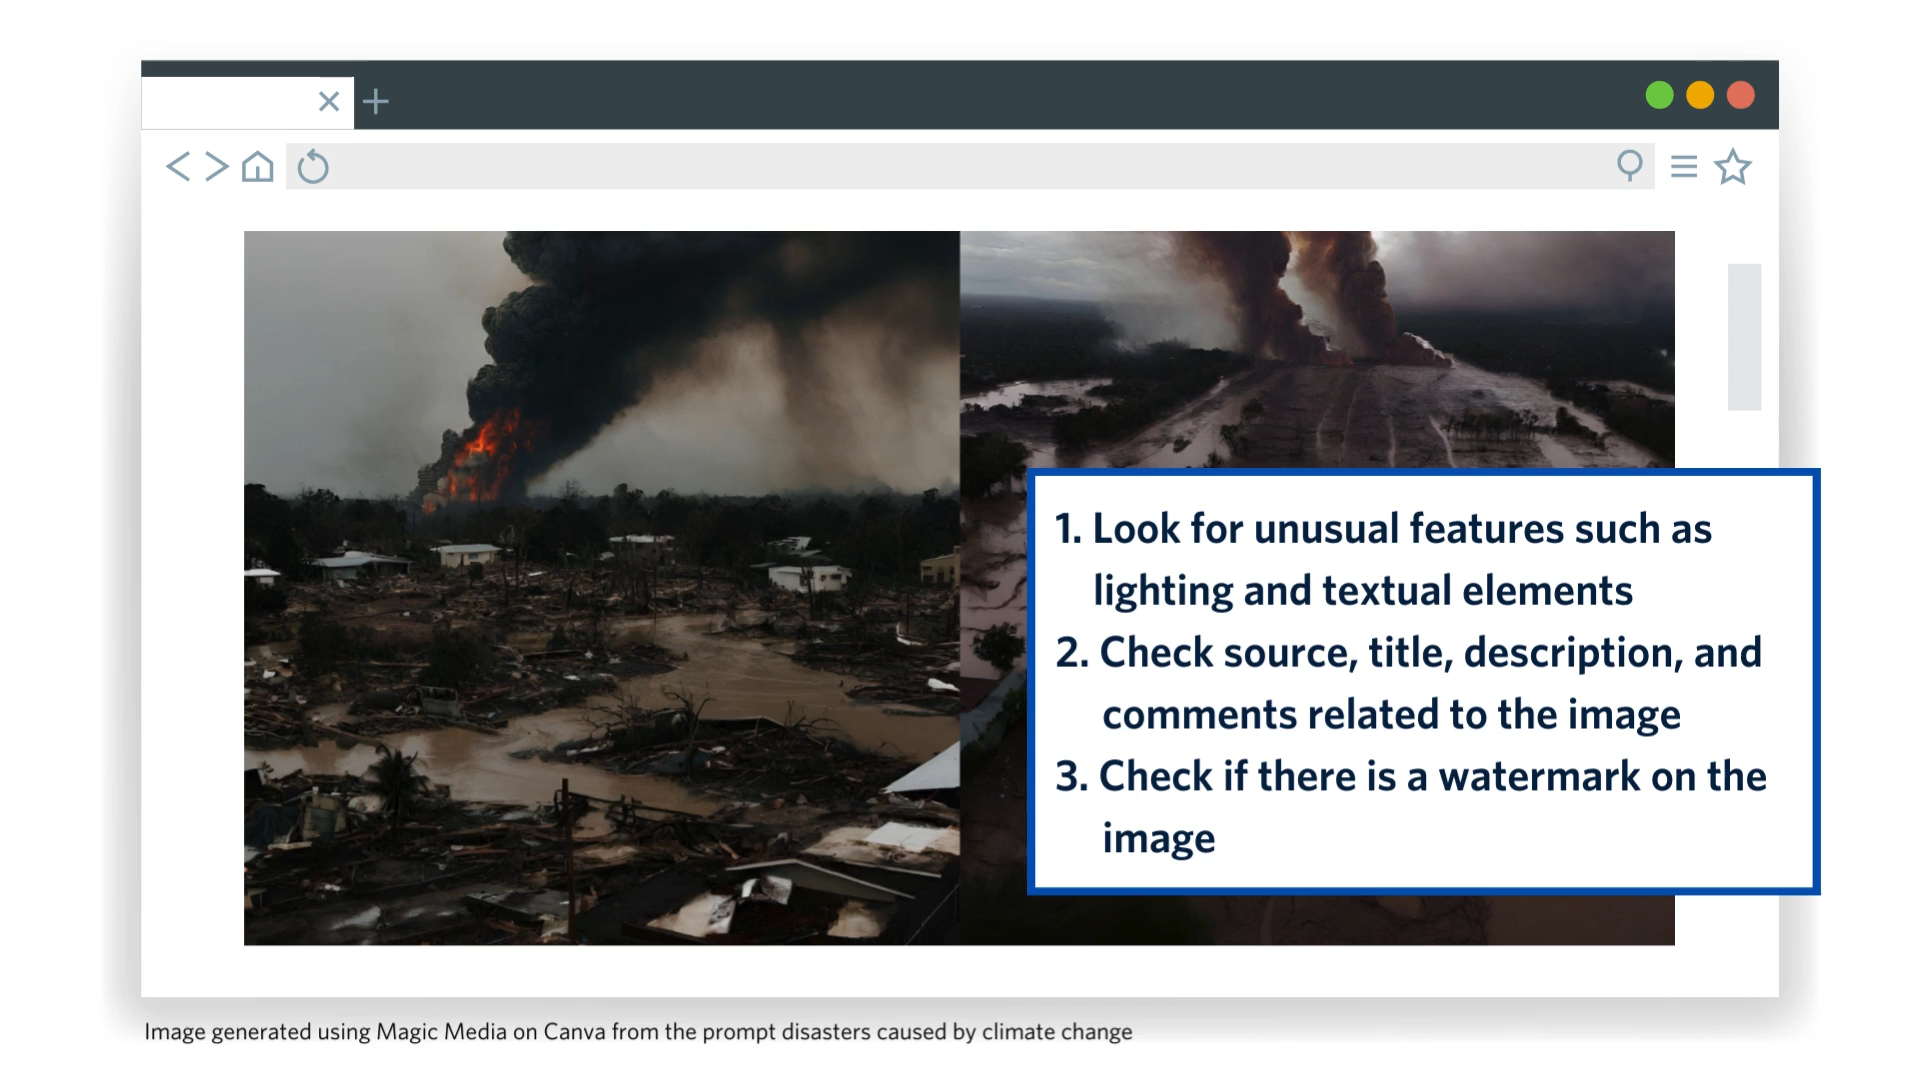 1. Look for unusual features such as
lighting and textual elements
2. Check source, title, description, and
comments related to the image
3. Check if there is a watermark on the
image
Image generated using Magic Media on Canva from the prompt disasters caused by climate change